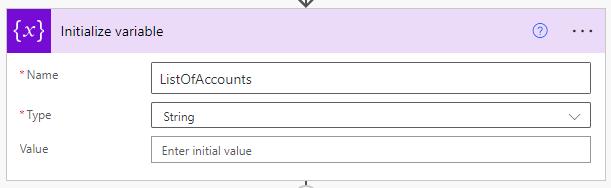 {x} Initialize variable ? ...
* Name ListOfAccounts
* Type String
Value Enter initial value